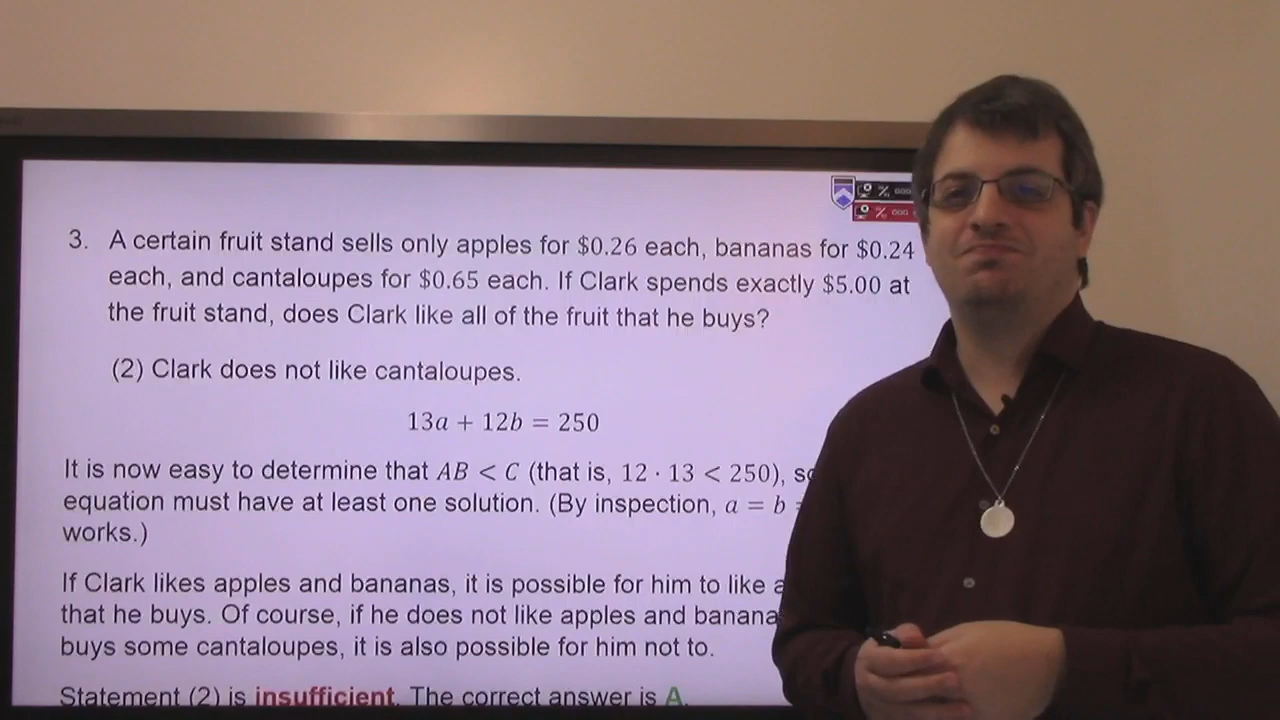 3. A certain fruit stand sells only apples for $0.26 each, bananas for $0.24
each, and cantaloupes for $0.65 each. If Clark spends exactly $5.00 at
the fruit stand, does Clark like all of the fruit that he buys?
(2) Clark does not like cantaloupes.
13a + 12b = 250
It is now easy to determine that AB < C (that is, 12 · 13 < 250), so
equation must have at least one solution. (By inspection, a = b =
works.)
If Clark likes apples and bananas, it is possible for him to like a
that he buys. Of course, if he does not like apples and banana
buys some cantaloupes, it is also possible for him not to.
Statement (2) is insufficient. The correct answer is A.